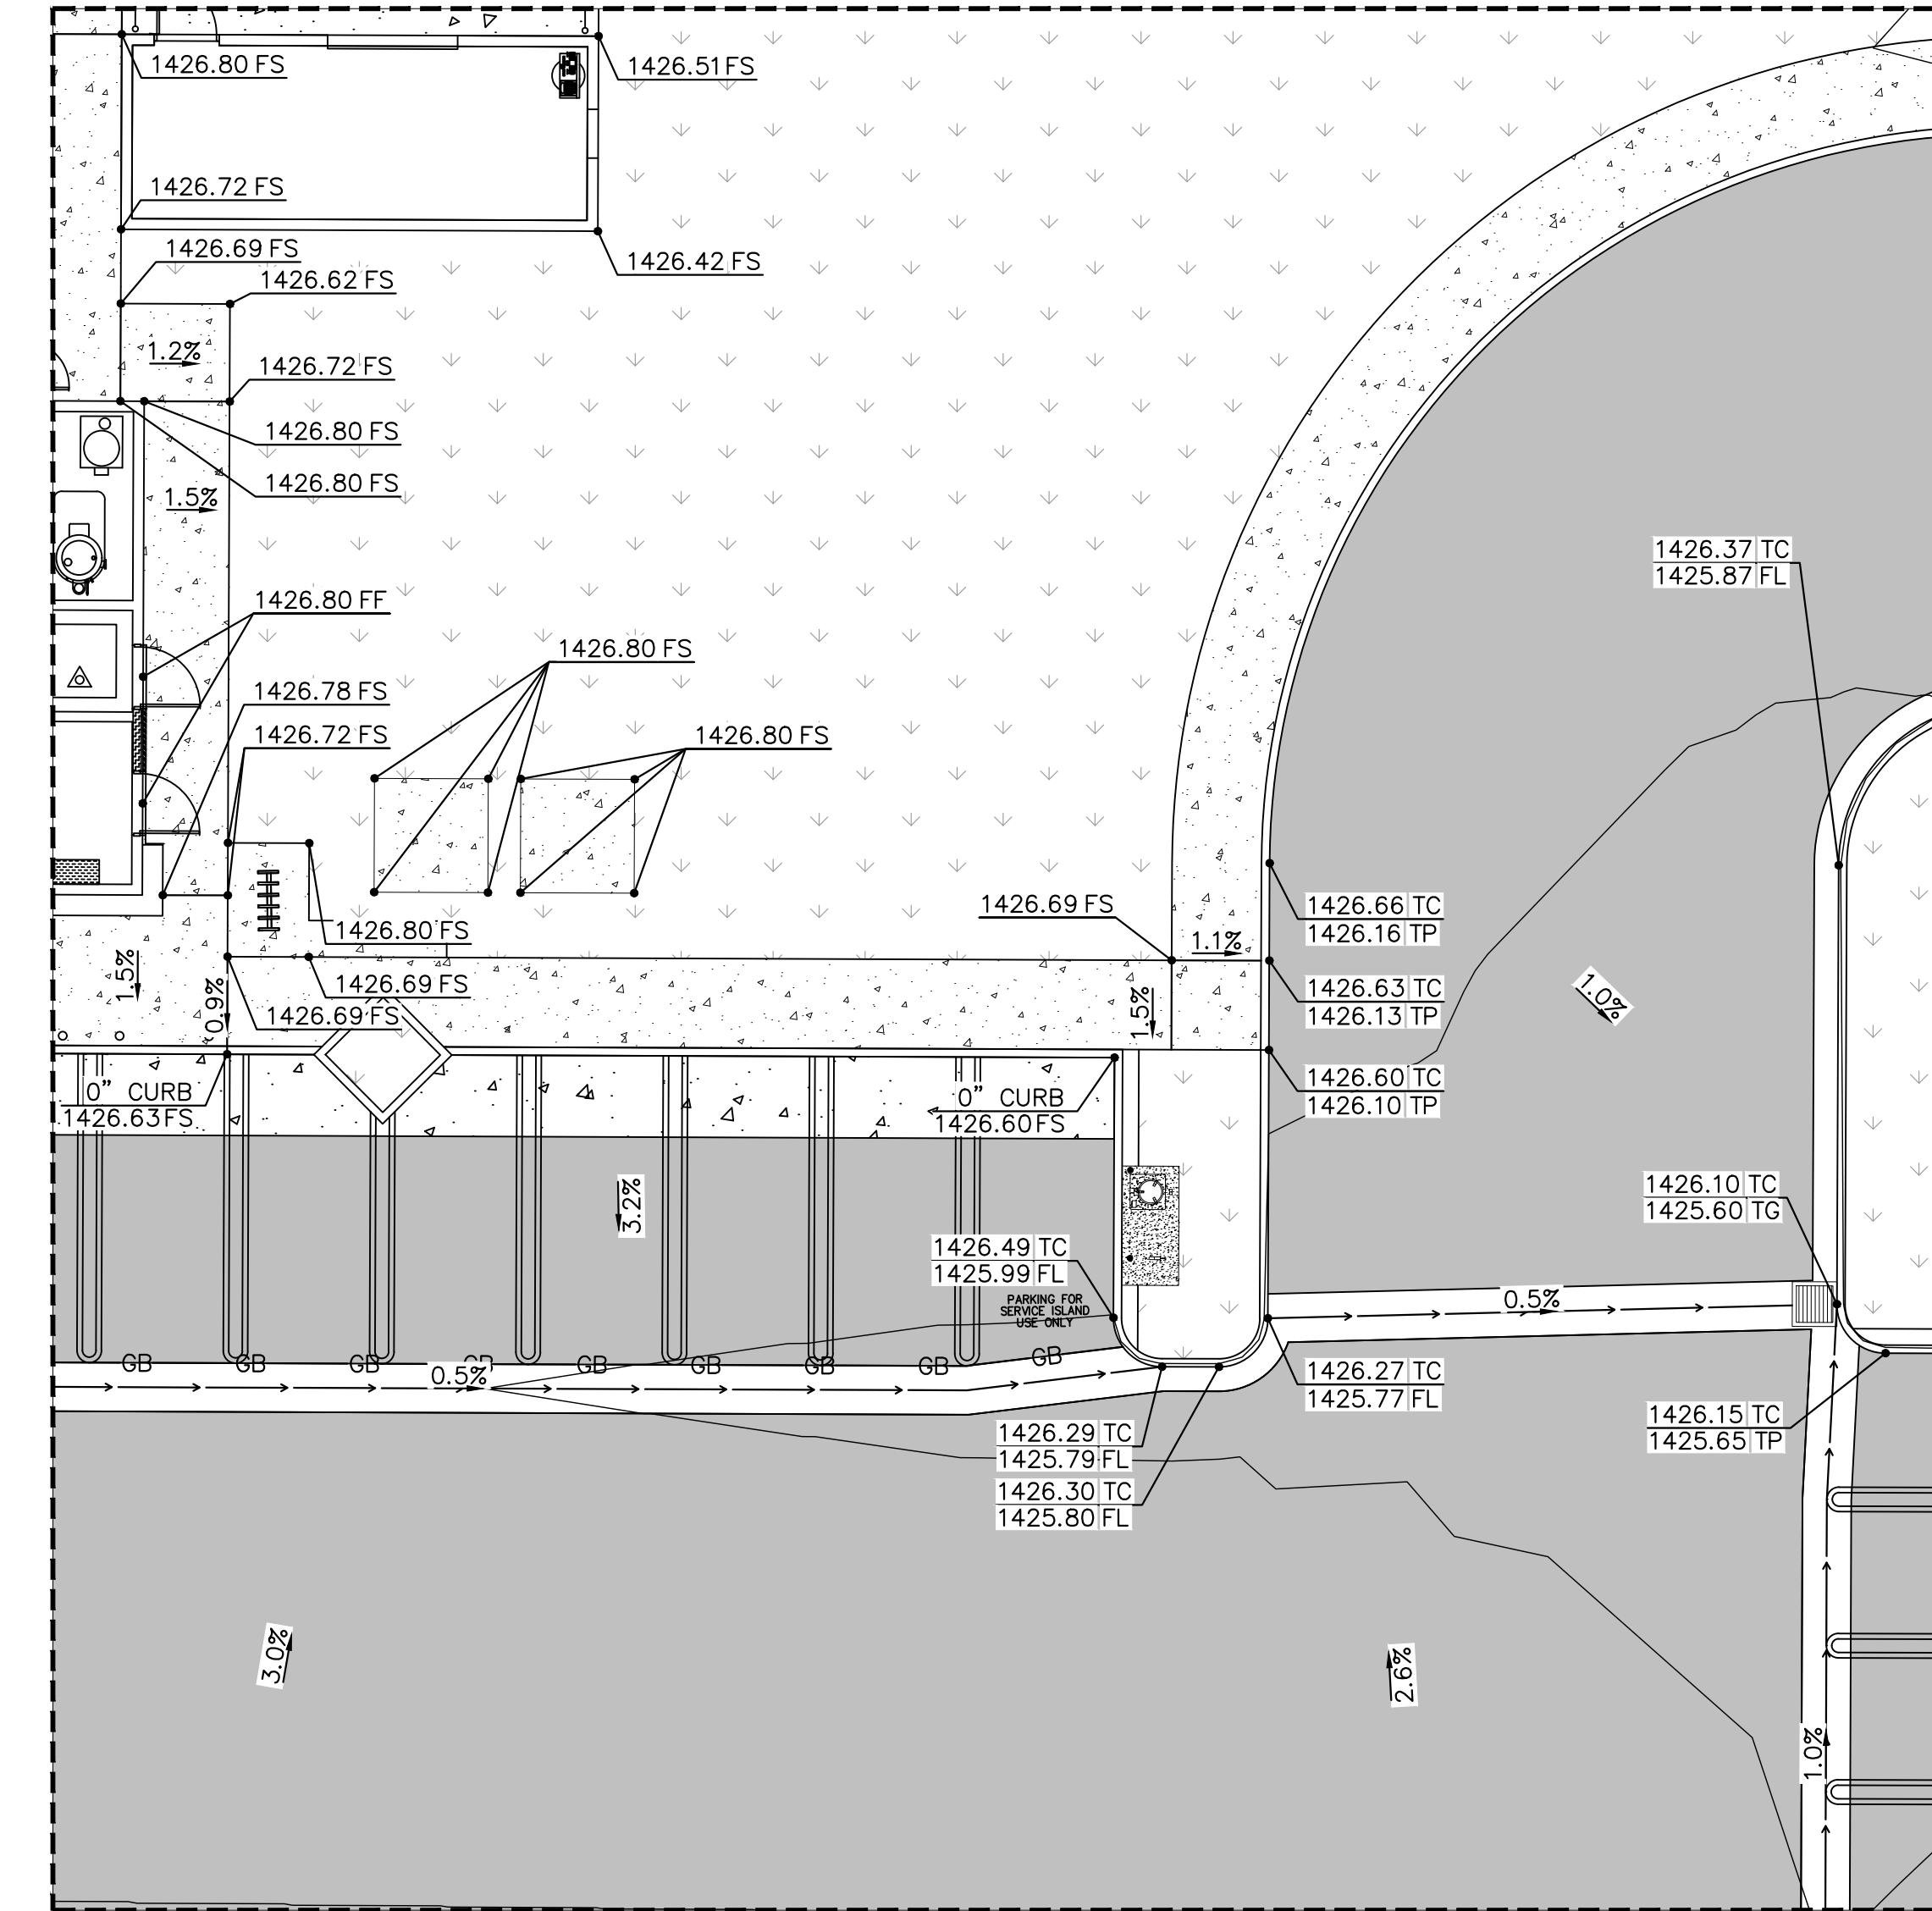 1426.80 FS
1426.51 FS
1426.72 FS
1426.69 FS
1426.42 FS
1426.62 FS
1.2%
1426.72 FS
1426.80 FS
1426.80 FS
1.5%
1426.37 TC
1425.87 FL
1426.80 FF
1426.80 FS
1426.78 FS
1426.72 FS
1426.80 FS
1426.69 FS
1426.66 TC
1426.16 TP
1426.80 FS
1.1%
1.5%
1426.69 FS
1426.63 TC
1426.13 TP
1.0%
0.9%
1426.69 FS
1.5%
0" CURB
1426.63 FS
0" CURB
1426.60 FS
1426.60 TC
1426.10 TP
3.2%
1426.10 TC
1425.60 TG
1426.49 TC
1425.99 FL
PARKING FOR
SERVICE ISLAND
USE ONLY
0.5%
GB GB GB GB GB GB GB GB GB
0.5%
1426.27 TC
1425.77 FL
1426.29 TC
1425.79 FL
1426.15 TC
1425.65 TP
1426.30 TC
1425.80 FL
3.0%
2.6%
1.0%